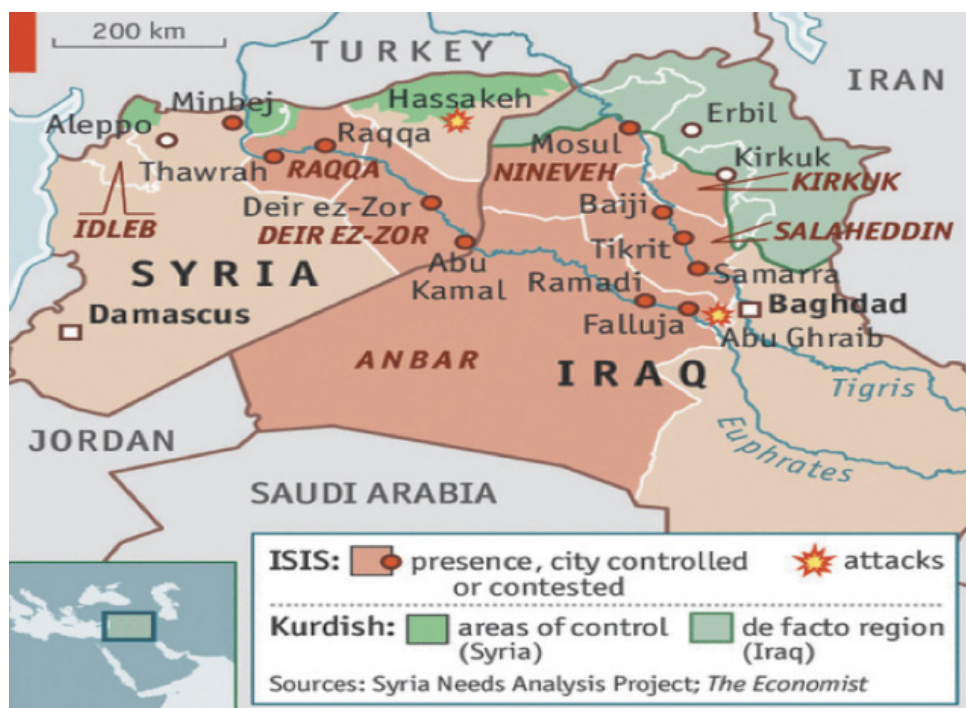 200 km
TURKEY
IRAN
Minbej
Hassakeh
Aleppo
Erbil
Raqqa
Mosul
Thawrah
RAQQA
NINEVEH
Kirkuk
KIRKUK
Deir ez-Zor
Baiji
IDLEB
DEIR EZ-ZOR
Tikrit
SALAHEDDIN
SYRIA
Abu
Kamal
Ramadi
Samarra
Damascus
Baghdad
Falluja
Abu Ghraib
ANBAR
IRAQ
Tigris
JORDAN
Euphrates
SAUDI ARABIA
ISIS: presence, city controlled
or contested
attacks
Kurdish: areas of control
(Syria)
de facto region
(Iraq)
Sources: Syria Needs Analysis Project; The Economist